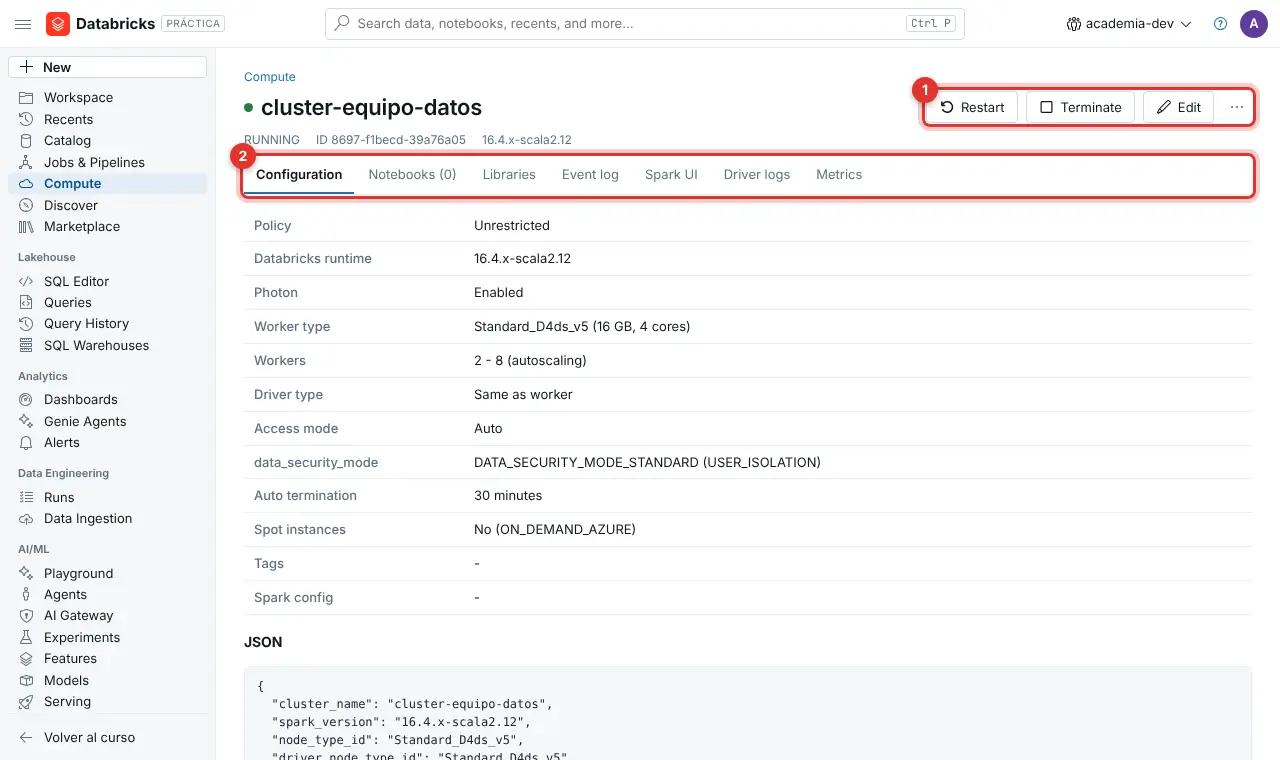 Databricks PRÁCTICA
Search data, notebooks, recents, and more... Ctrl P
academia-dev
?
A
New
Workspace
Recents
Catalog
Jobs & Pipelines
Compute
Discover
Marketplace
Lakehouse
SQL Editor
Queries
Query History
SQL Warehouses
Analytics
Dashboards
Genie Agents
Alerts
Data Engineering
Runs
Data Ingestion
AI/ML
Playground
Agents
AI Gateway
Experiments
Features
Models
Serving
Volver al curso
Compute
cluster-equipo-datos
1
Restart Terminate Edit ...
RUNNING ID 8697-f1becd-39a76a05 16.4.x-scala2.12
2
Configuration Notebooks (0) Libraries Event log Spark UI Driver logs Metrics
Policy Unrestricted
Databricks runtime 16.4.x-scala2.12
Photon Enabled
Worker type Standard_D4ds_v5 (16 GB, 4 cores)
Workers 2 - 8 (autoscaling)
Driver type Same as worker
Access mode Auto
data_security_mode DATA_SECURITY_MODE_STANDARD (USER_ISOLATION)
Auto termination 30 minutes
Spot instances No (ON_DEMAND_AZURE)
Tags -
Spark config -
JSON
{
"cluster_name": "cluster-equipo-datos",
"spark_version": "16.4.x-scala2.12",
"node_type_id": "Standard_D4ds_v5",
"driver_node_type_id": "Standard_D4ds_v5"